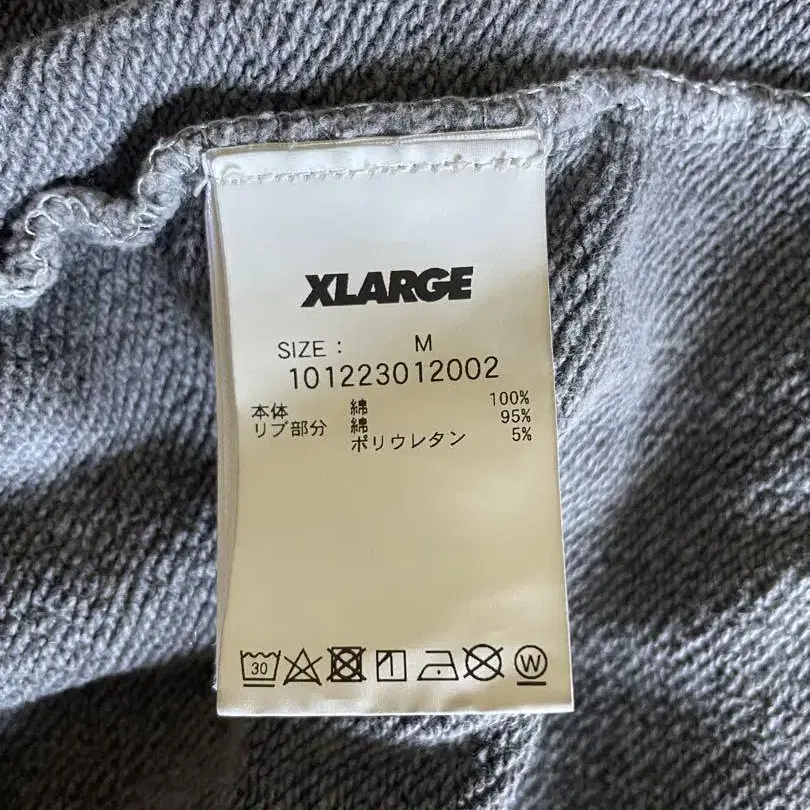 XLARGE
SIZE : M
101223012002
本体 綿 100%
リブ部分 綿 95%
ポリウレタン 5%
30
W